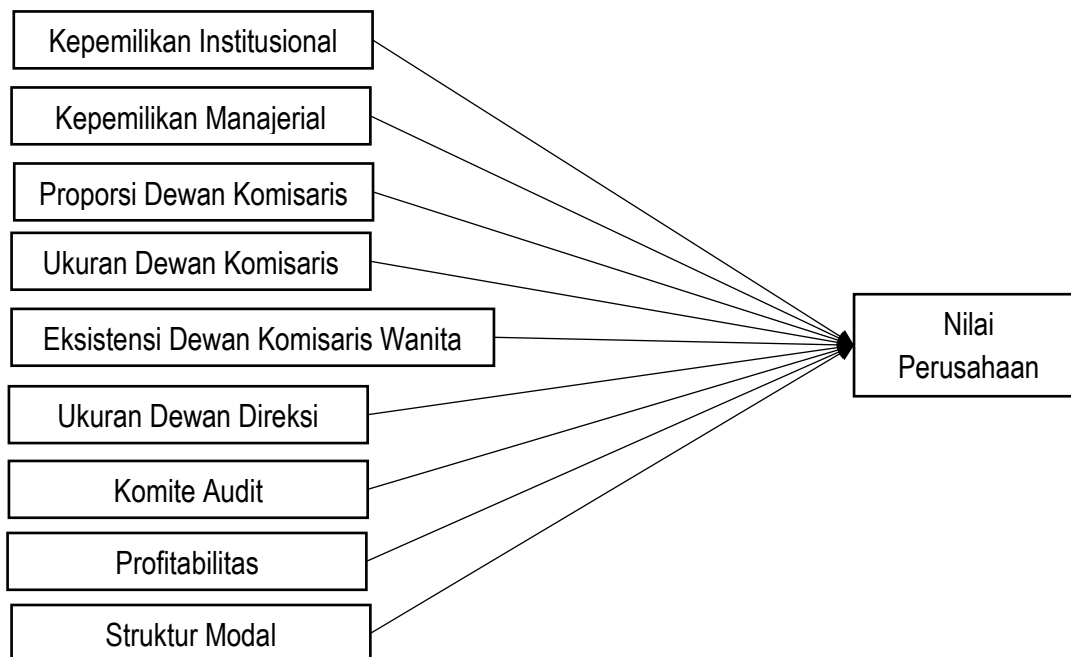 Kepemilikan Institusional
Kepemilikan Manajerial
Proporsi Dewan Komisaris
Ukuran Dewan Komisaris
Eksistensi Dewan Komisaris Wanita
Ukuran Dewan Direksi
Komite Audit
Profitabilitas
Struktur Modal
Nilai
Perusahaan